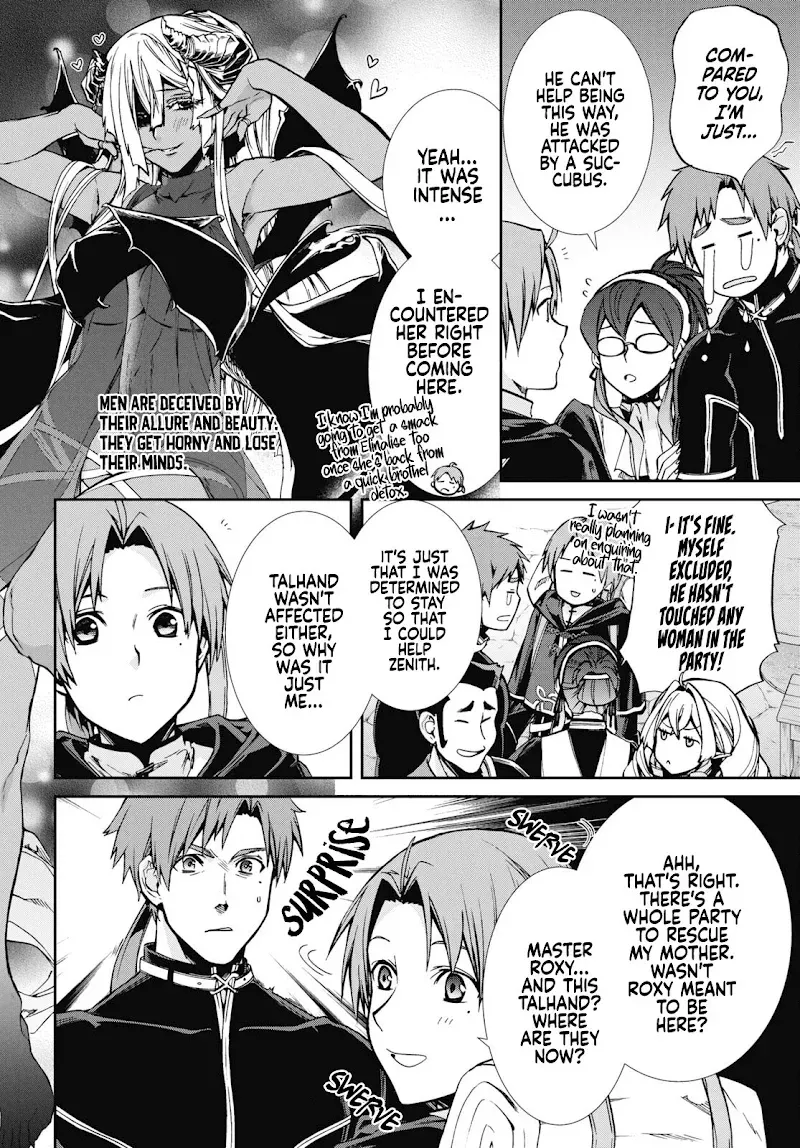 COM-
PARED
TO YOU,
I'M
JUST...
HE CAN'T
HELP BEING
THIS WAY,
HE WAS
ATTACKED
BY A SUC-
CUBUS.
YEAH...
IT WAS
INTENSE
...
I EN-
COUNTERED
HER RIGHT
BEFORE
COMING
HERE.
MEN ARE DECEIVED BY
THEIR ALLURE AND BEAUTY.
THEY GET HORNY AND LOSE
THEIR MINDS.
I know I'm probably
going to get a smack
from Elinalise too
once she's back from
a quick brothel
detox.
I- IT'S FINE.
MYSELF
EXCLUDED,
HE HASN'T
TOUCHED ANY
WOMAN IN THE
PARTY!
I wasn't
really planning
on enquiring
about that.
IT'S JUST
THAT I WAS
DETERMINED
TO STAY
SO THAT
I COULD
HELP
ZENITH.
TALHAND
WASN'T
AFFECTED
EITHER,
SO WHY
WAS IT
JUST
ME...
SWERVE
SURPRISE
AHH,
THAT'S RIGHT.
THERE'S A
WHOLE PARTY
TO RESCUE
MY MOTHER.
WASN'T
ROXY MEANT
TO BE
HERE?
MASTER
ROXY...
AND THIS
TALHAND?
WHERE
ARE THEY
NOW?
SWERVE